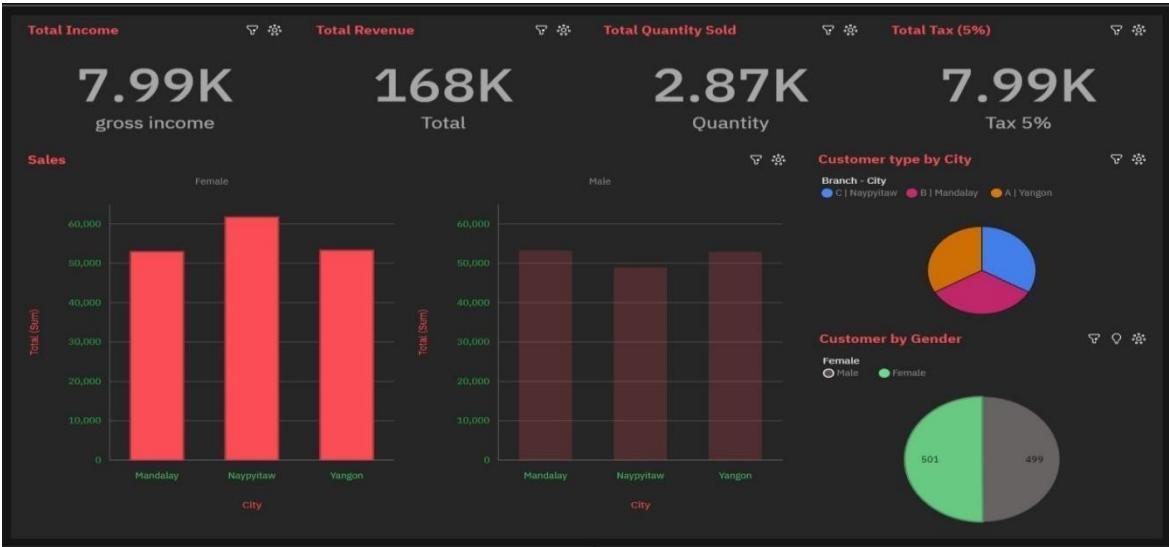 Total Income
Total Revenue
Total Quantity Sold
Total Tax (5%)
7.99K
168K
2.87K
7.99K
gross income
Total
Quantity
Tax 5%
Sales
Customer type by City
Female
Male
Branch - City
C | Naypyitaw B | Mandalay A | Yangon
60,000
50,000
40,000
30,000
20,000
10,000
0
Total (Sum)
Mandalay Naypyitaw Yangon
City
60,000
50,000
40,000
30,000
20,000
10,000
0
Total (Sum)
Mandalay Naypyitaw Yangon
City
Customer by Gender
Female
Male Female
501
499